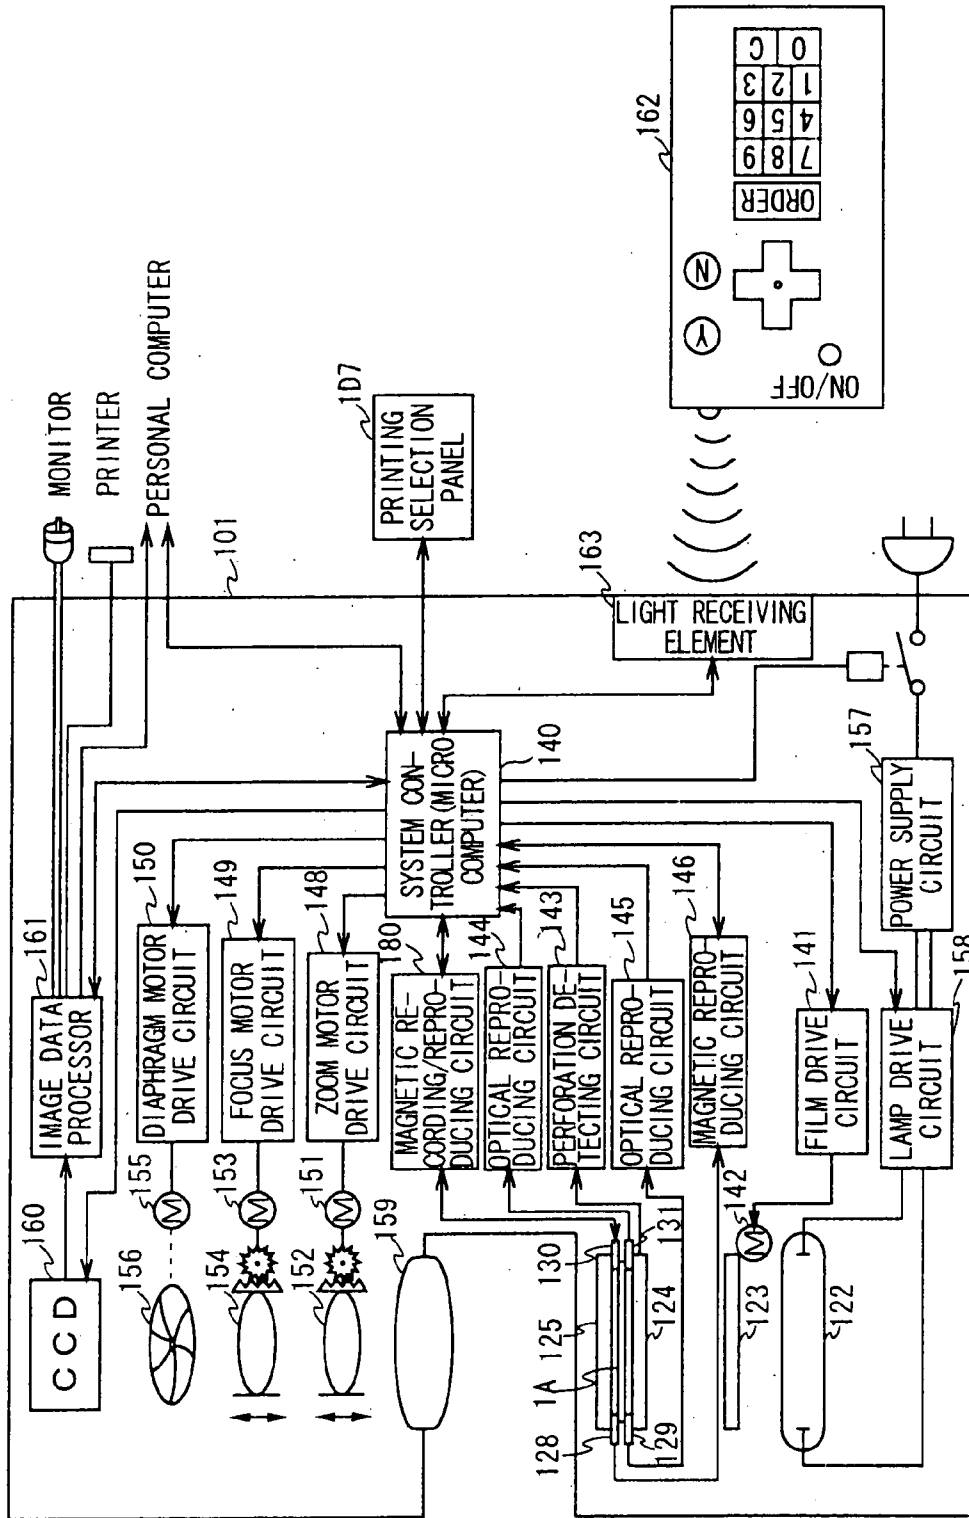 MONITOR
PRINTER
PERSONAL COMPUTER
101
160
CCD
161
IMAGE DATA
PROCESSOR
156
155
M
150
DIAPHRAGM MOTOR
DRIVE CIRCUIT
154
153
M
149
FOCUS MOTOR
DRIVE CIRCUIT
152
151
M
148
ZOOM MOTOR
DRIVE CIRCUIT
159
180
MAGNETIC RE-
CORDING/REPRO-
DUCING CIRCUIT
144
OPTICAL REPRO-
DUCING CIRCUIT
143
PERFORATION DE-
TECTING CIRCUIT
145
OPTICAL REPRO-
DUCING CIRCUIT
146
MAGNETIC REPRO-
DUCING CIRCUIT
140
SYSTEM CON-
TROLLER(MICRO
COMPUTER)
1D7
PRINTING
SELECTION
PANEL
163
LIGHT RECEIVING
ELEMENT
128
1A
125
130
131
129
124
123
142
M
141
FILM DRIVE
CIRCUIT
122
158
LAMP DRIVE
CIRCUIT
157
POWER SUPPLY
CIRCUIT
162
ON/OFF
Y
N
ORDER
7 4 1 0
8 5 2
9 6 3 C